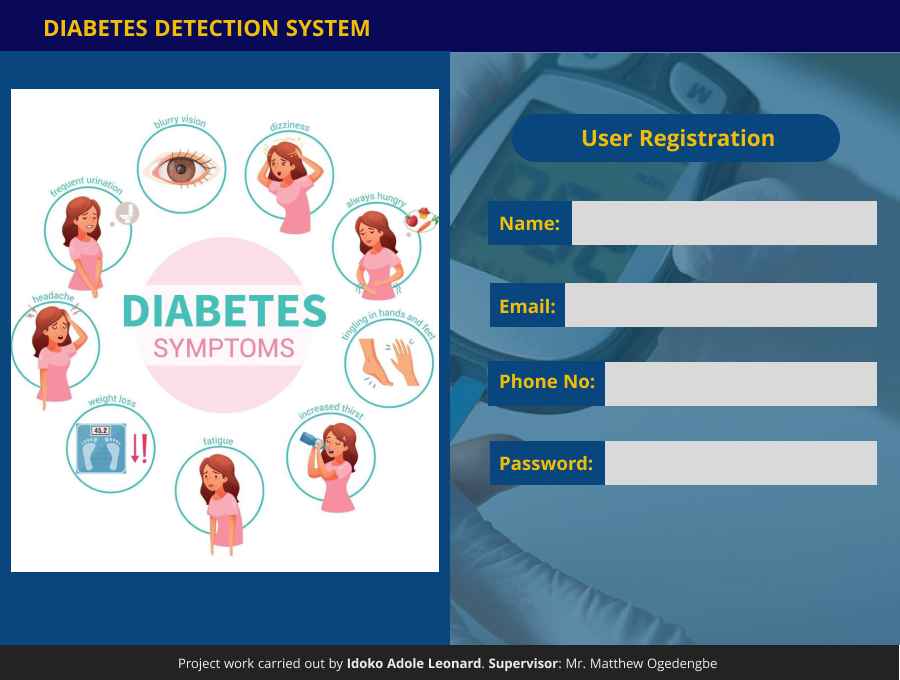 DIABETES DETECTION SYSTEM
blurry vision
dizziness
frequent urination
always hungry
headache
DIABETES
SYMPTOMS
tingling in hands and feet
weight loss
45.2
increased thirst
fatigue
User Registration
Name:
Email:
Phone No:
Password:
Project work carried out by Idoko Adole Leonard. Supervisor: Mr. Matthew Ogedengbe